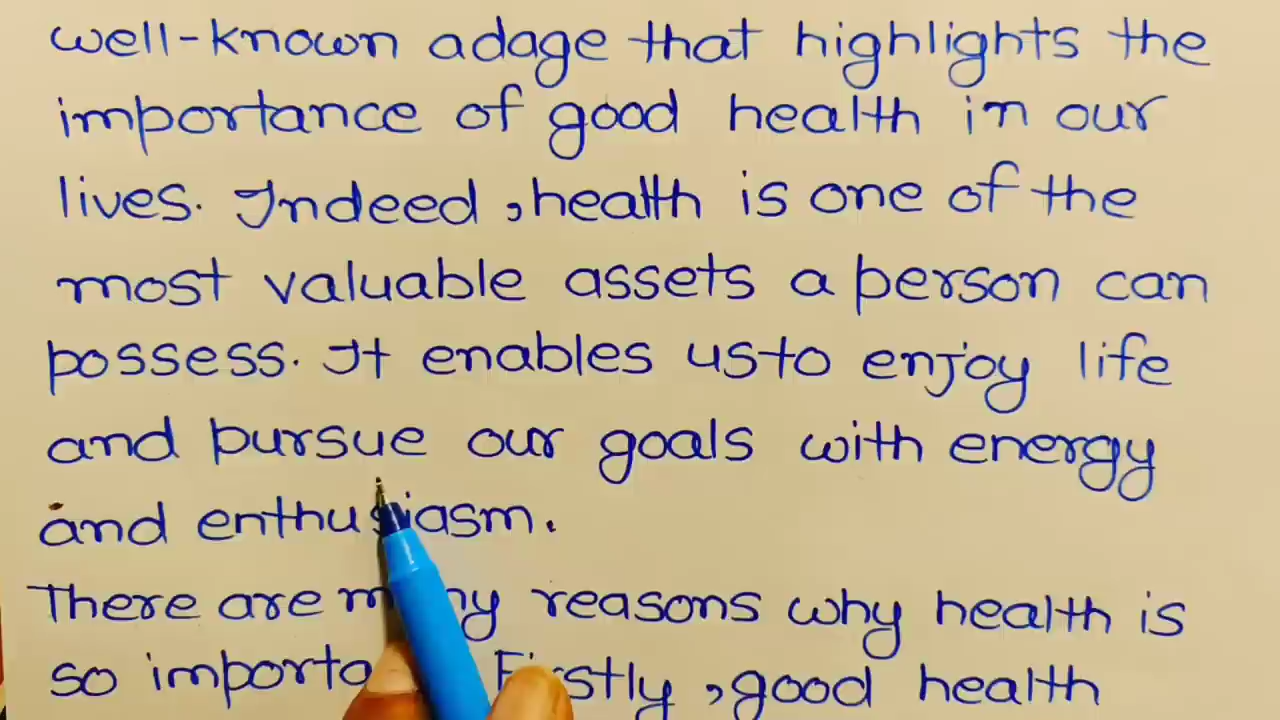 well-known adage that highlights the
importance of good health in our
lives. Indeed, health is one of the
most valuable assets a person can
possess. It enables us to enjoy life
and pursue our goals with energy
and enthusiasm.
There are many reasons why health is
so important. Firstly, good health